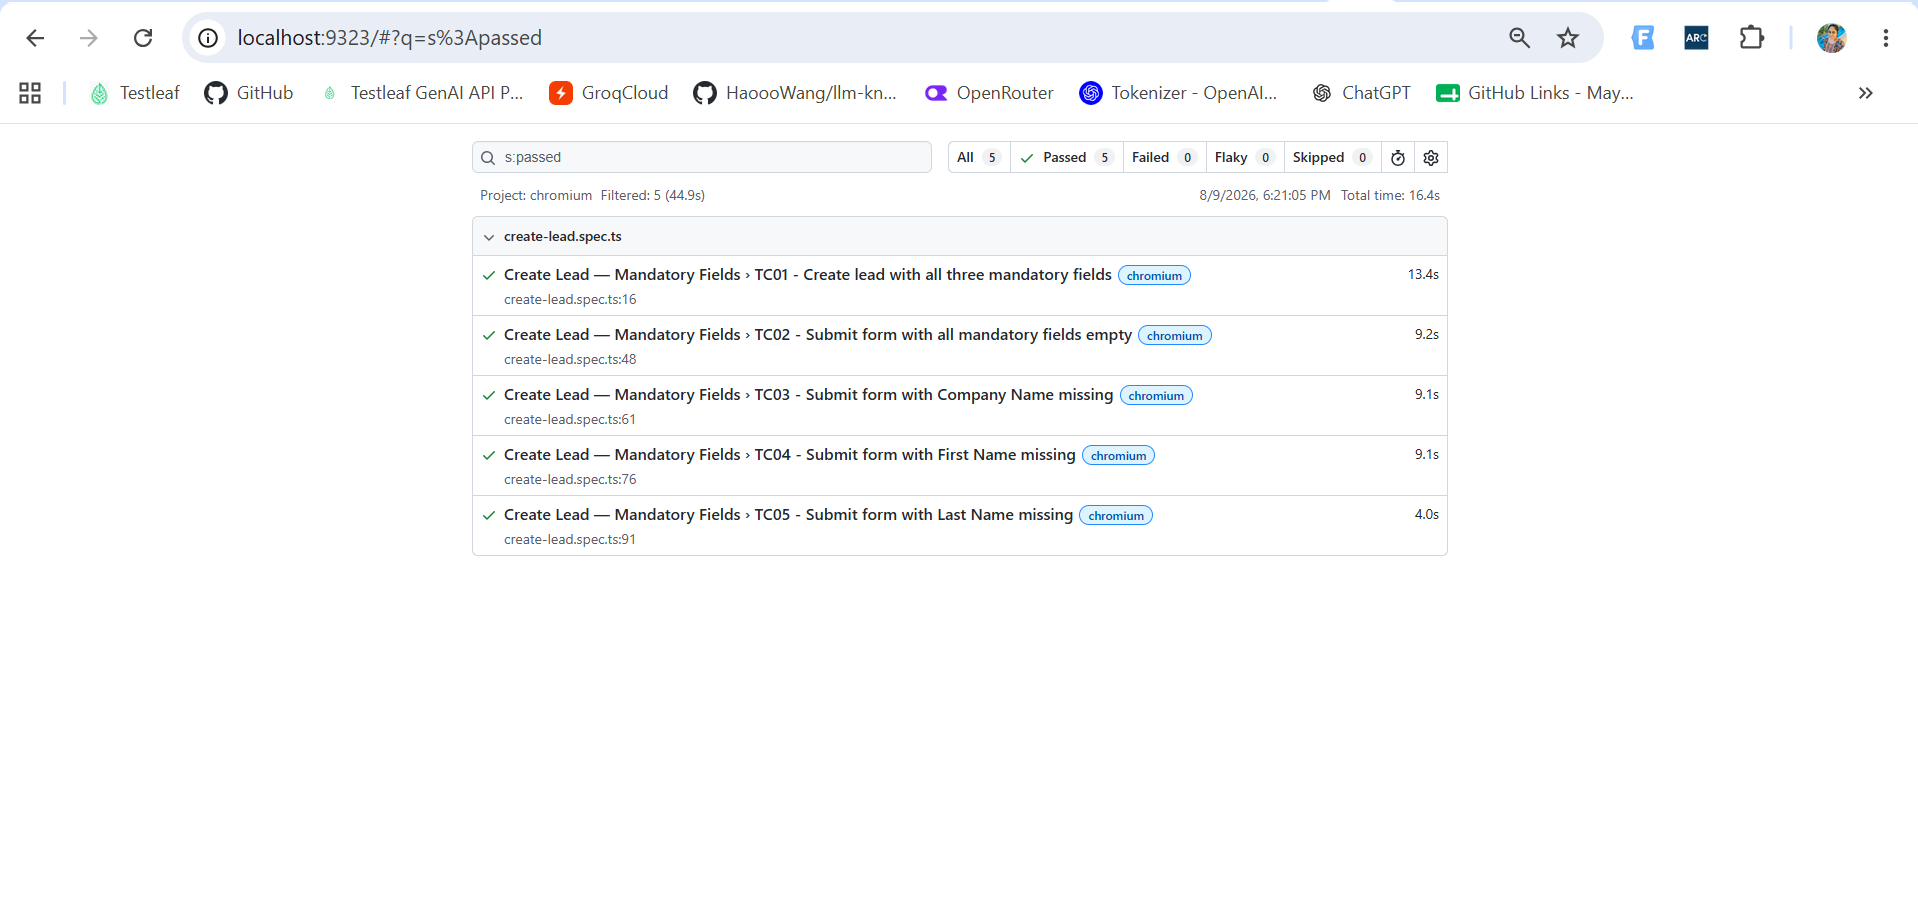 localhost:9323/#?q=s%3Apassed
ARC
Testleaf GitHub Testleaf GenAI API P... GroqCloud HaoooWang/llm-kn... OpenRouter Tokenizer - OpenAI... ChatGPT GitHub Links - May...
s:passed All 5 Passed 5 Failed 0 Flaky 0 Skipped 0
Project: chromium Filtered: 5 (44.9s) 8/9/2026, 6:21:05 PM Total time: 16.4s
create-lead.spec.ts
Create Lead — Mandatory Fields › TC01 - Create lead with all three mandatory fields chromium 13.4s
create-lead.spec.ts:16
Create Lead — Mandatory Fields › TC02 - Submit form with all mandatory fields empty chromium 9.2s
create-lead.spec.ts:48
Create Lead — Mandatory Fields › TC03 - Submit form with Company Name missing chromium 9.1s
create-lead.spec.ts:61
Create Lead — Mandatory Fields › TC04 - Submit form with First Name missing chromium 9.1s
create-lead.spec.ts:76
Create Lead — Mandatory Fields › TC05 - Submit form with Last Name missing chromium 4.0s
create-lead.spec.ts:91